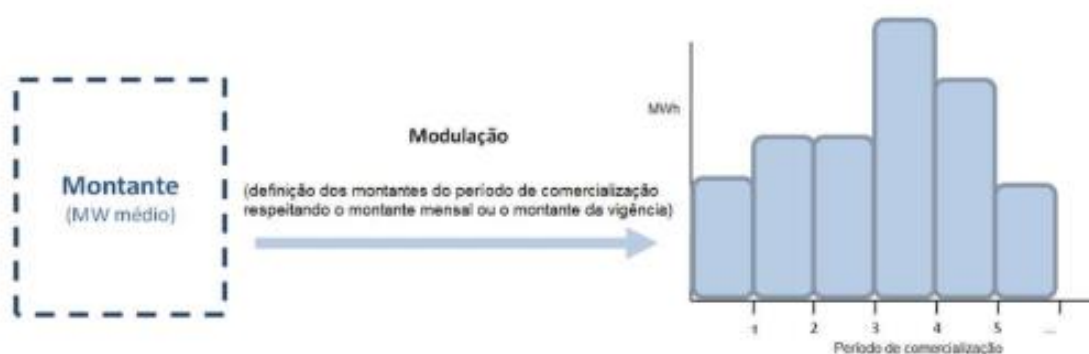 Montante
(MW médio)
Modulação
(definição dos montantes do período de comercialização
respeitando o montante mensal ou o montante da vigência)
MWh
1 2 3 4 5 ...
Período de comercialização